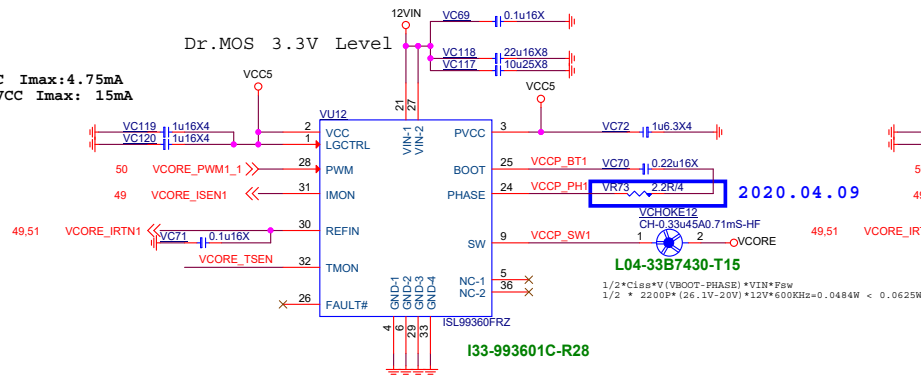 12VIN
VC69 0.1u16X
Dr.MOS 3.3V Level
VC118 22u16X8
VC117 10u25X8
C Imax:4.75mA
VCC Imax: 15mA
VCC5
VCC5
21
27
VU12
VC119 1u16X4
VC120 1u16X4
2 VCC
1 LGCTRL
VIN-1
VIN-2
PVCC 3
VC72 1u6.3X4
50 VCORE_PWM1_1 28 PWM
BOOT 25 VCCP_BT1 VC70 0.22u16X
49 VCORE_ISEN1 31 IMON
PHASE 24 VCCP_PH1 VR73 2.2R/4
2020.04.09
49,51 VCORE_IRTN1 30 REFIN
VC71 0.1u16X
VCHOKE12
CH-0.33u45A0.71mS-HF
SW 9 VCCP_SW1 1 2 VCORE
L04-33B7430-T15
VCORE_TSEN 32 TMON
NC-1 5
NC-2 36
1/2*Ciss*V(VBOOT-PHASE)*VIN*Fsw
1/2 * 2200P*(26.1V-20V)*12V*600KHz=0.0484W < 0.0625W
26 FAULT#
GND-1
GND-2
GND-3
GND-4
ISL99360FRZ
4
6
29
33
I33-993601C-R28
5
49
49,51 VCORE_IR